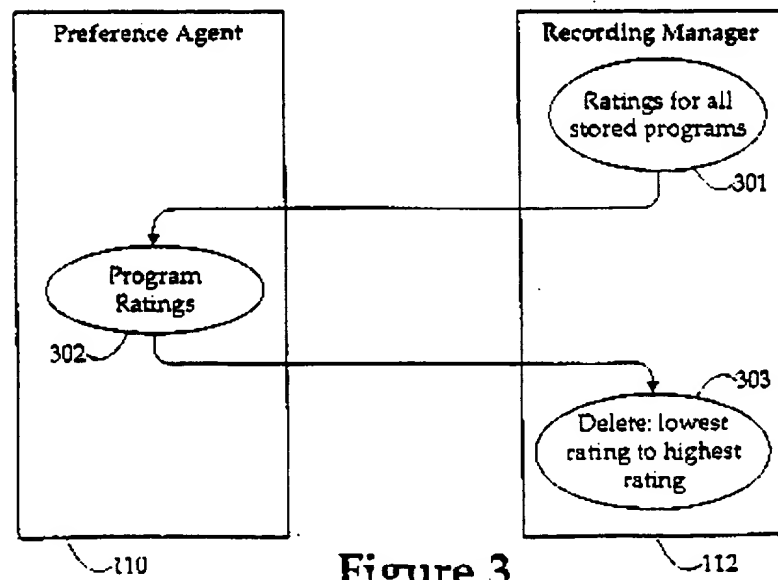 Preference Agent
Recording Manager
Ratings for all
stored programs
301
Program
Ratings
302
303
Delete: lowest
rating to highest
rating
110
112
Figure 3